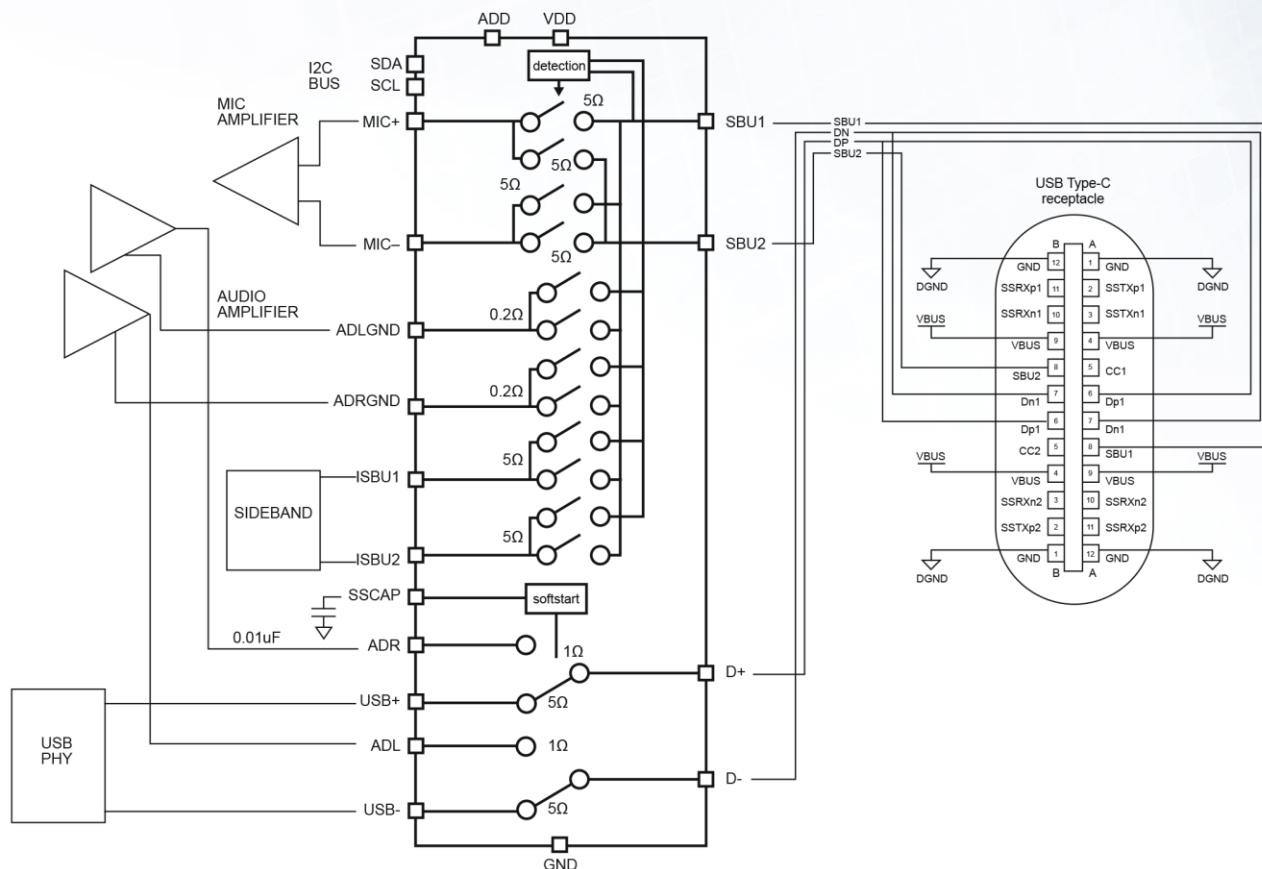 ADD
VDD
I2C
BUS
SDA
SCL
detection
MIC
AMPLIFIER
MIC+
5Ω
5Ω
5Ω
MIC–
5Ω
SBU1
SBU2
SBU1
DN
DP
SBU2
AUDIO
AMPLIFIER
ADLGND
0.2Ω
ADRGND
0.2Ω
SIDEBAND
ISBU1
5Ω
ISBU2
5Ω
SSCAP
softstart
0.01uF
ADR
1Ω
D+
USB
PHY
USB+
5Ω
ADL
1Ω
D-
USB-
5Ω
GND
USB Type-C
receptacle
B A
DGND GND 12 1 GND DGND
SSRXp1 11 2 SSTXp1
SSRXn1 10 3 SSTXn1
VBUS VBUS 9 4 VBUS VBUS
SBU2 8 5 CC1
Dn1 7 6 Dp1
Dp1 6 7 Dn1
CC2 5 8 SBU1
VBUS VBUS 4 9 VBUS VBUS
SSRXn2 3 10 SSRXn2
SSTXp2 2 11 SSRXp2
DGND GND 1 12 GND DGND
B A